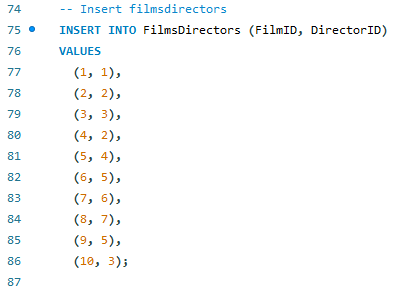 74 -- Insert filmsdirectors
75 INSERT INTO FilmsDirectors (FilmID, DirectorID)
76 VALUES
77 (1, 1),
78 (2, 2),
79 (3, 3),
80 (4, 2),
81 (5, 4),
82 (6, 5),
83 (7, 6),
84 (8, 7),
85 (9, 5),
86 (10, 3);
87